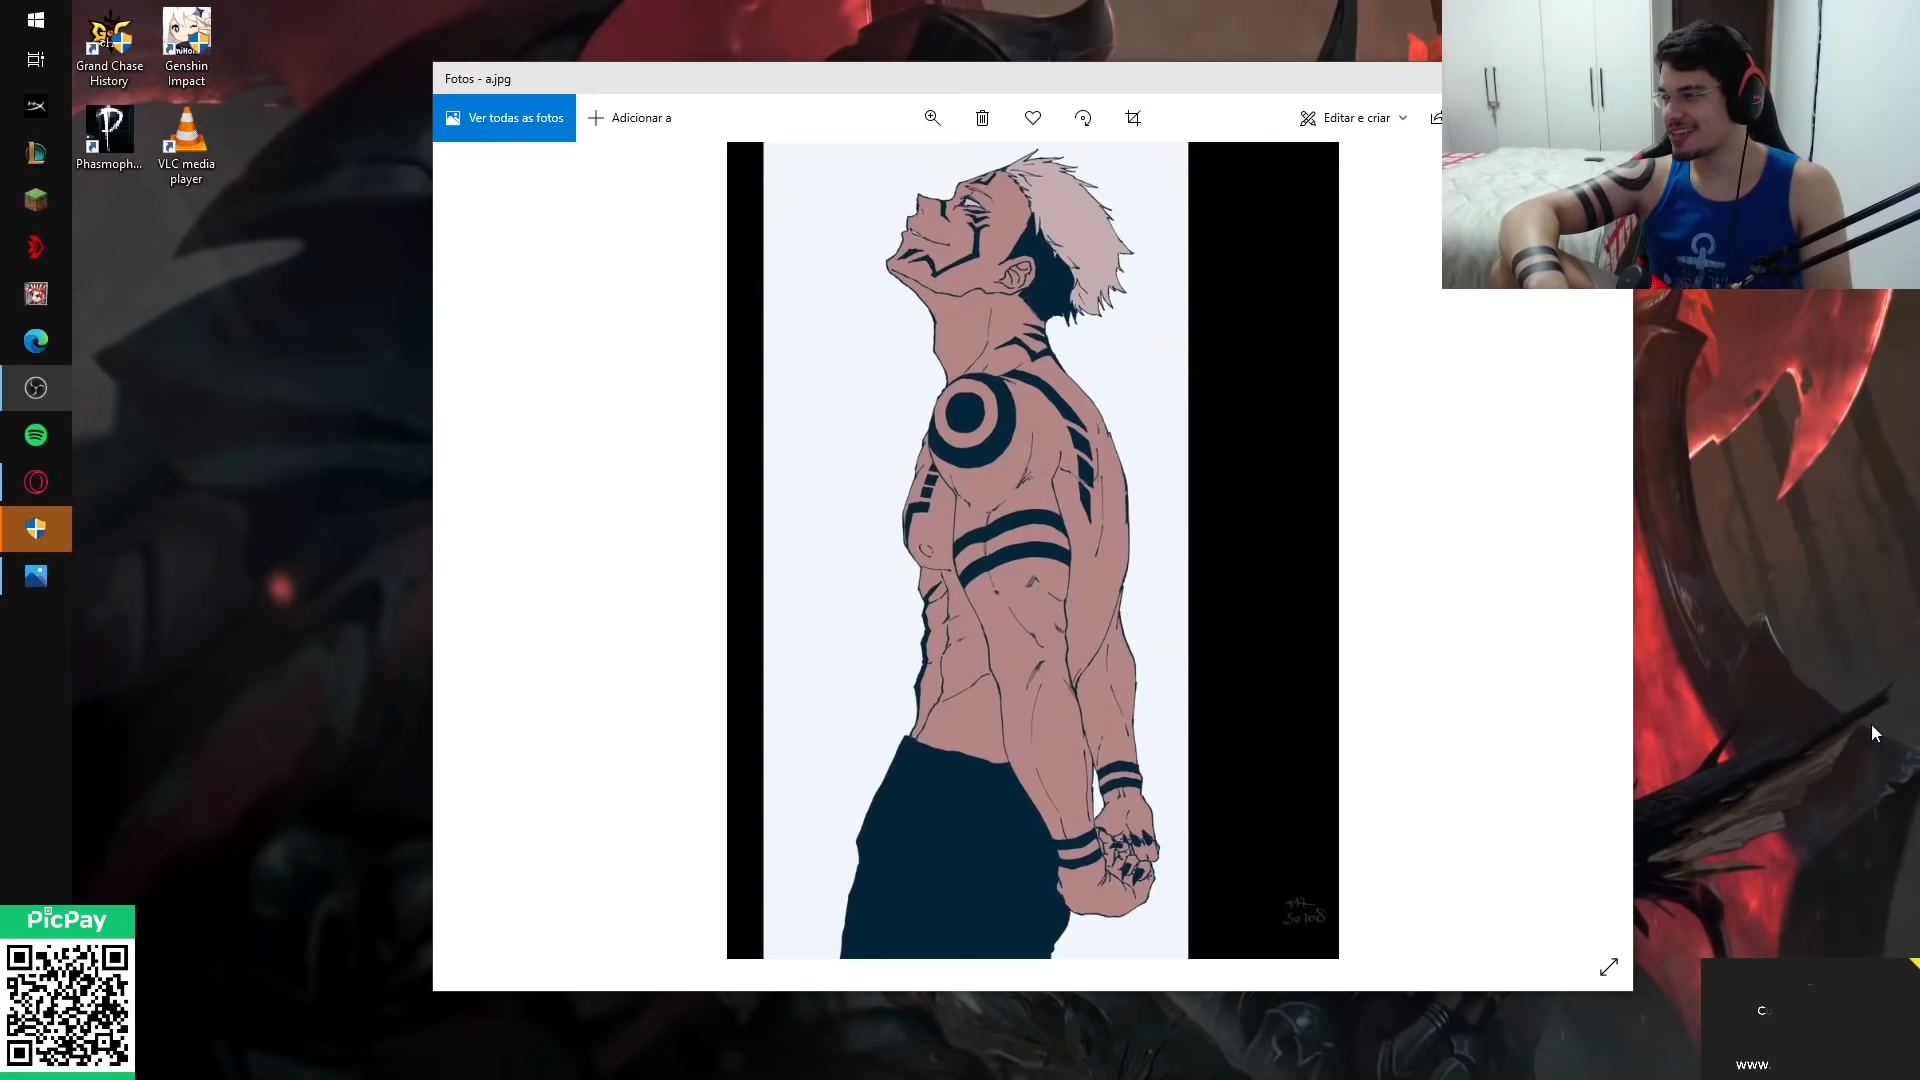 Grand Chase
History
Genshin
Impact
Phasmoph...
VLC media
player
Fotos - a.jpg
Ver todas as fotos
Adicionar a
Editar e criar
PicPay
www.